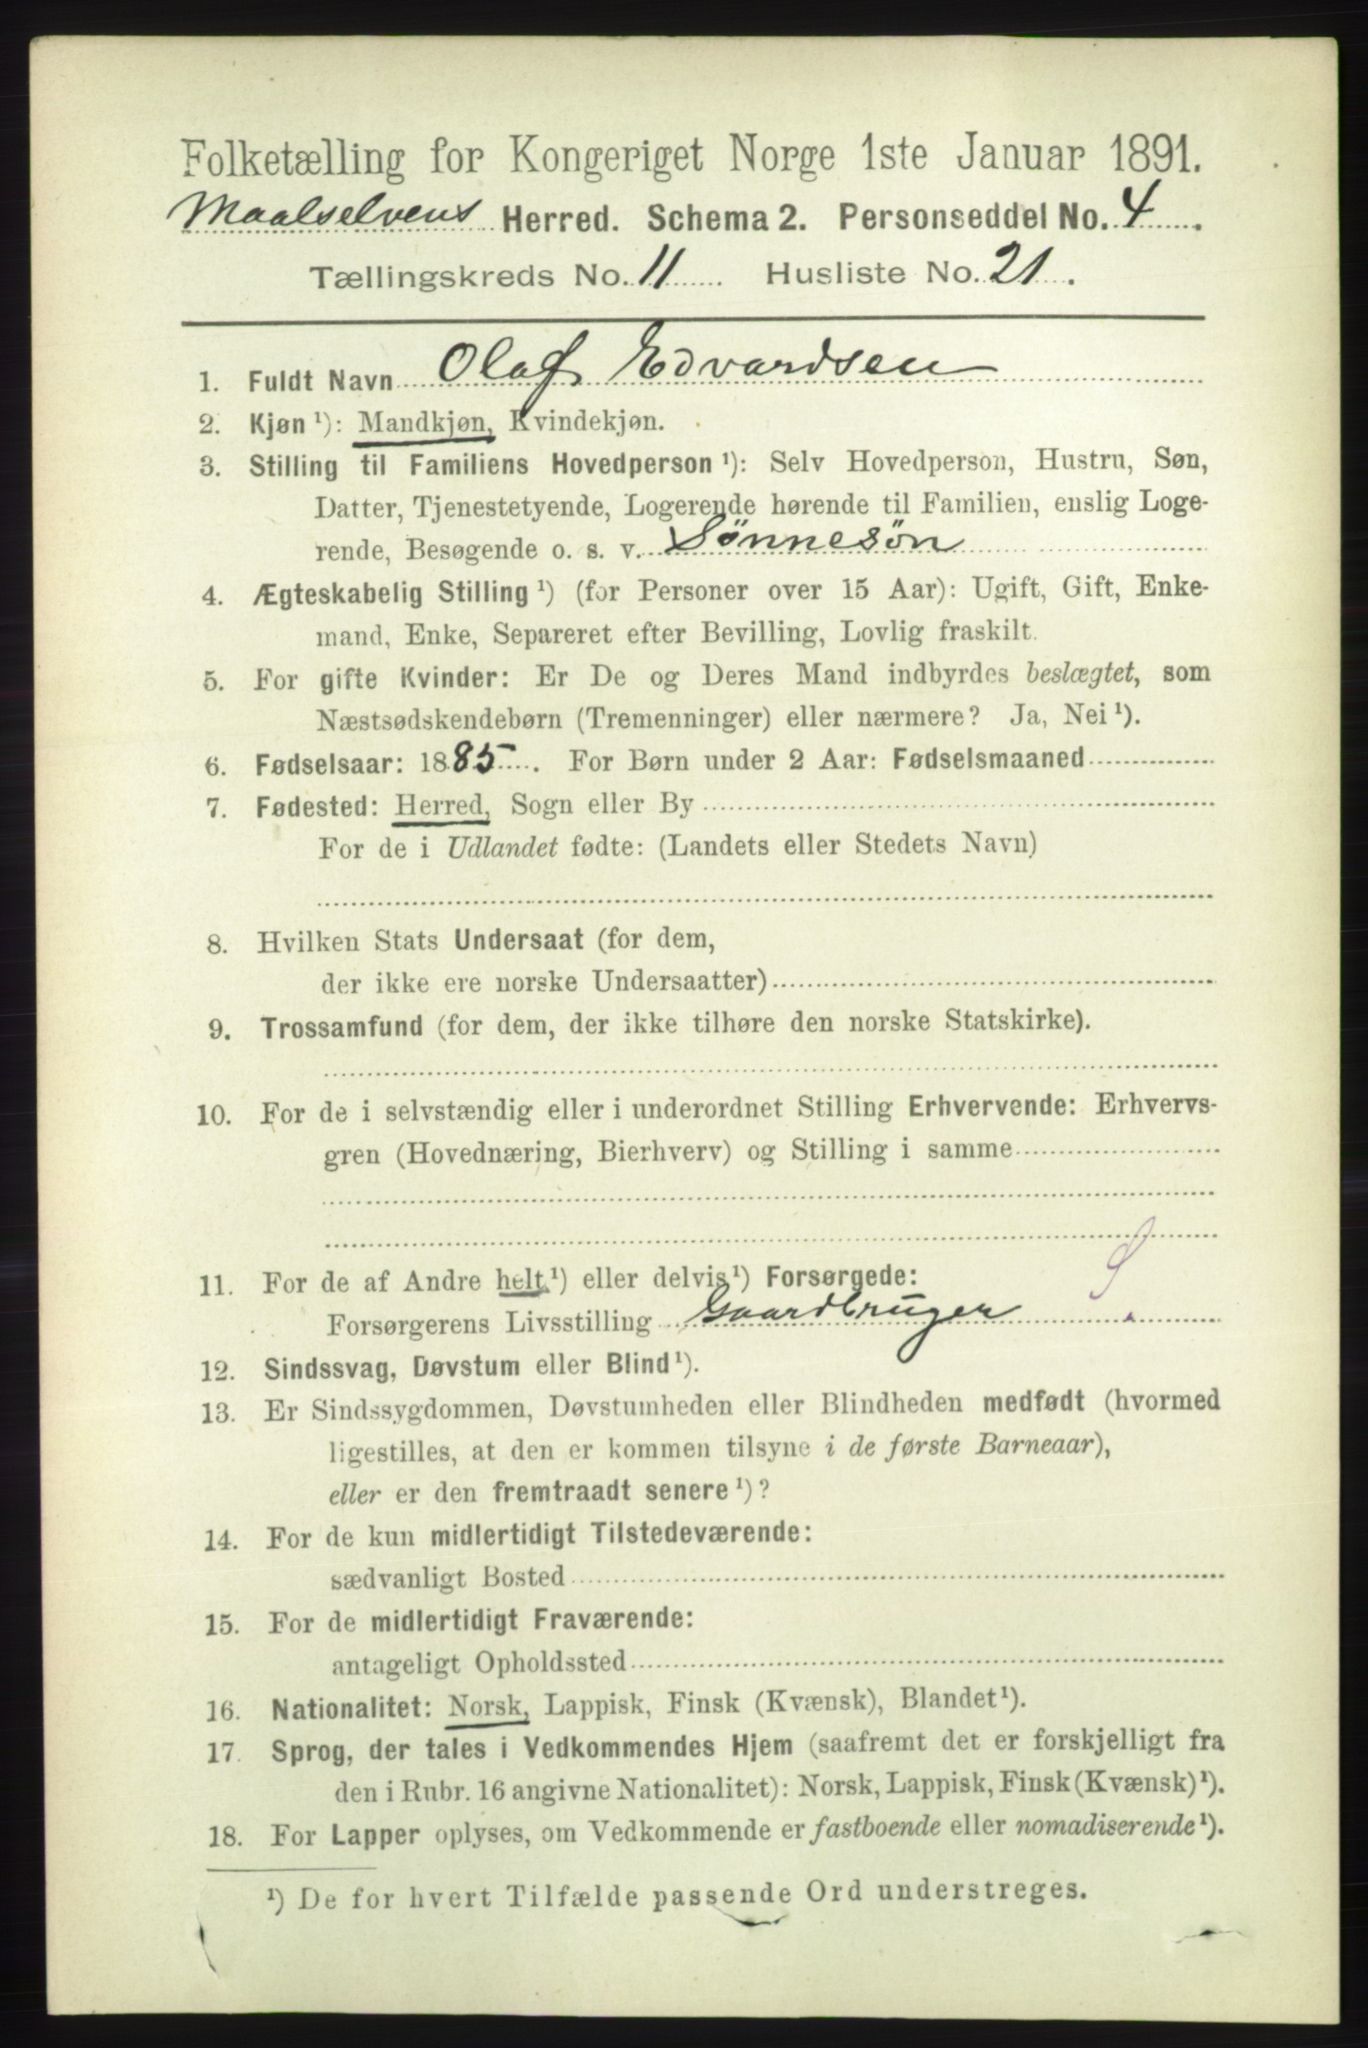 Folketælling for Kongeriget Norge 1ste Januar 1891.
Maalselvens Herred. Schema 2. Personseddel No. 4.
Tællingskreds No. 11 Husliste No. 21.
1. Fuldt Navn Olaf Edvardsen
2. Kjøn ¹): Mandkjøn, Kvindekjøn.
3. Stilling til Familiens Hovedperson ¹): Selv Hovedperson, Hustru, Søn,
Datter, Tjenestetyende, Logerende hørende til Familien, enslig Loge-
rende, Besøgende o. s. v. Sønnesøn
4. Ægteskabelig Stilling ¹) (for Personer over 15 Aar): Ugift, Gift, Enke-
mand, Enke, Separeret efter Bevilling, Lovlig fraskilt.
5. For gifte Kvinder: Er De og Deres Mand indbyrdes beslægtet, som
Næstsødskendebørn (Tremenninger) eller nærmere? Ja, Nei ¹).
6. Fødselsaar: 1885. For Børn under 2 Aar: Fødselsmaaned
7. Fødested: Herred, Sogn eller By
For de i Udlandet fødte: (Landets eller Stedets Navn)
8. Hvilken Stats Undersaat (for dem,
der ikke ere norske Undersaatter)
9. Trossamfund (for dem, der ikke tilhøre den norske Statskirke).
10. For de i selvstændig eller i underordnet Stilling Erhvervende: Erhvervs-
gren (Hovednæring, Bierhverv) og Stilling i samme
11. For de af Andre helt ¹) eller delvis ¹) Forsørgede:
Forsørgerens Livsstilling Gaardbruger
12. Sindssvag, Døvstum eller Blind ¹).
13. Er Sindssygdommen, Døvstumheden eller Blindheden medfødt (hvormed
ligestilles, at den er kommen tilsyne i de første Barneaar),
eller er den fremtraadt senere ¹)?
14. For de kun midlertidigt Tilstedeværende:
sædvanligt Bosted
15. For de midlertidigt Fraværende:
antageligt Opholdssted
16. Nationalitet: Norsk, Lappisk, Finsk (Kvænsk), Blandet ¹).
17. Sprog, der tales i Vedkommendes Hjem (saafremt det er forskjelligt fra
den i Rubr. 16 angivne Nationalitet): Norsk, Lappisk, Finsk (Kvænsk) ¹).
18. For Lapper oplyses, om Vedkommende er fastboende eller nomadiserende ¹).
¹) De for hvert Tilfælde passende Ord understreges.